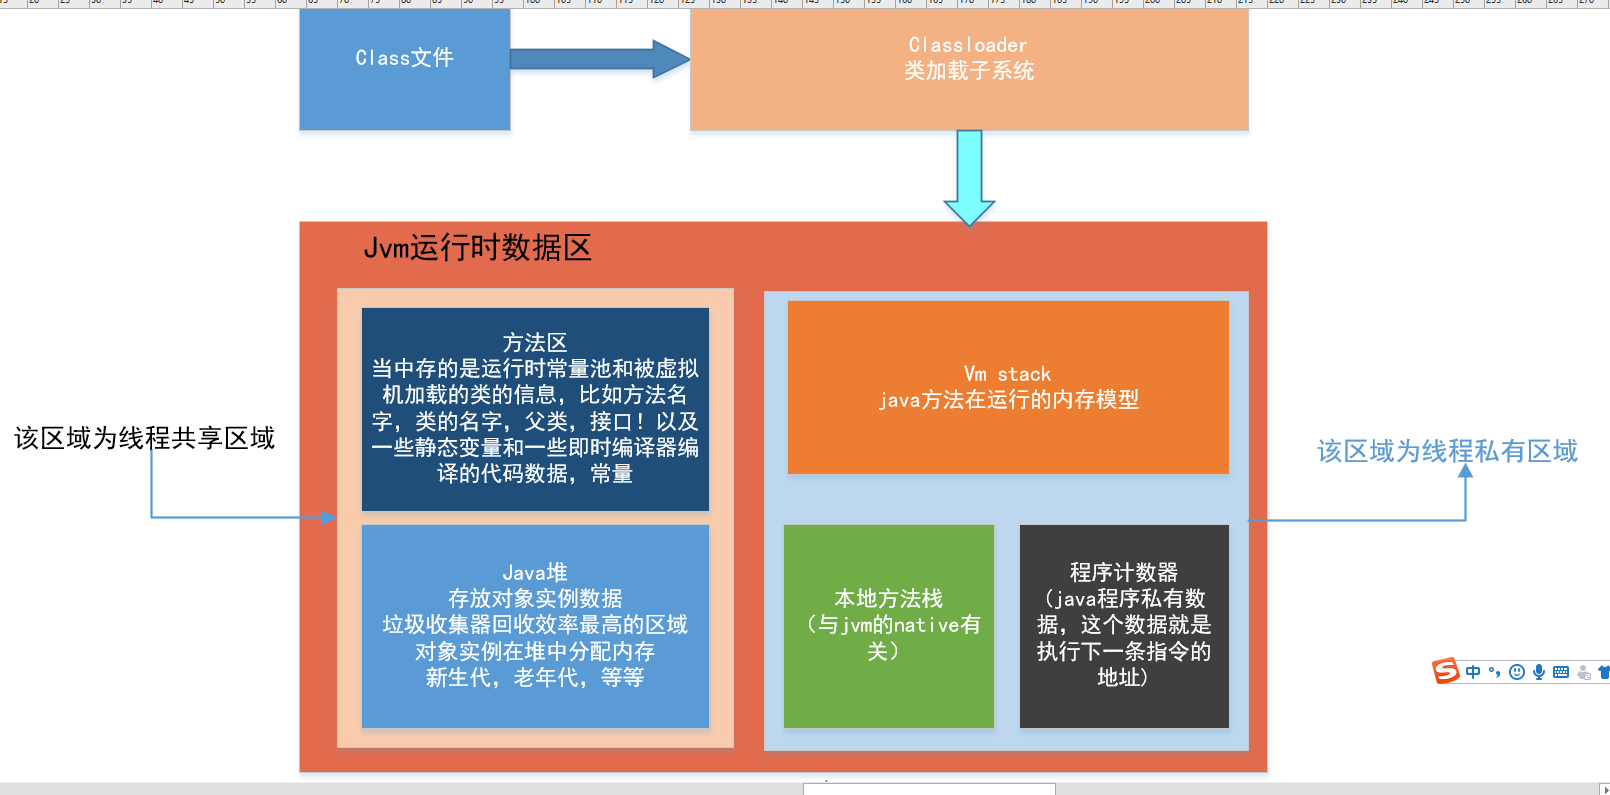 Class文件
Classloader
类加载子系统
Jvm运行时数据区
方法区
当中存的是运行时常量池和被虚拟
机加载的类的信息，比如方法名
字，类的名字，父类，接口！以及
一些静态变量和一些即时编译器编
译的代码数据，常量
Vm stack
java方法在运行的内存模型
该区域为线程共享区域
该区域为线程私有区域
Java堆
存放对象实例数据
垃圾收集器回收效率最高的区域
对象实例在堆中分配内存
新生代，老年代，等等
本地方法栈
（与jvm的native有
关）
程序计数器
（java程序私有数
据，这个数据就是
执行下一条指令的
地址）
中